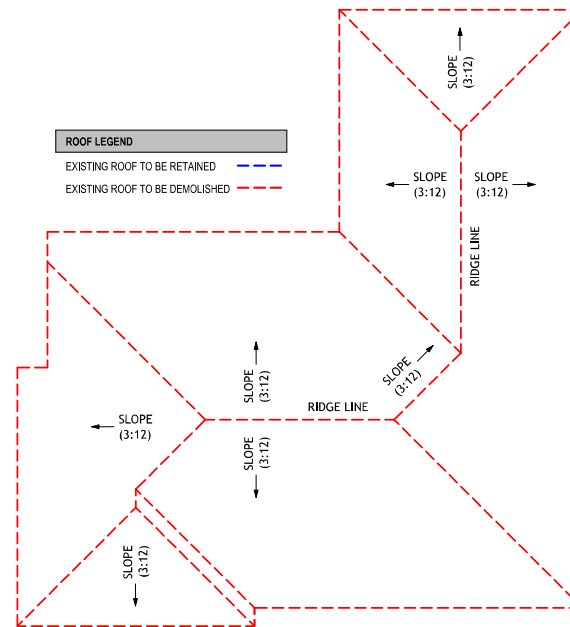 SLOPE
(3:12)
ROOF LEGEND
EXISTING ROOF TO BE RETAINED
EXISTING ROOF TO BE DEMOLISHED
SLOPE
(3:12)
SLOPE
(3:12)
RIDGE LINE
SLOPE
(3:12)
SLOPE
(3:12)
RIDGE LINE
SLOPE
(3:12)
SLOPE
(3:12)
SLOPE
(3:12)